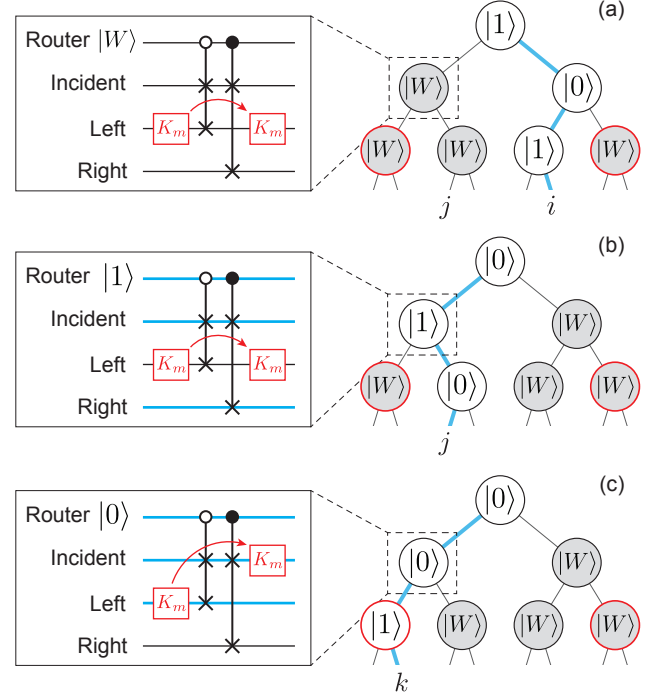 (a)
Router |W⟩
Incident
Left
Right
K_m
K_m
|1⟩
|W⟩
|0⟩
|W⟩
|W⟩
|1⟩
|W⟩
j
i
(b)
Router |1⟩
Incident
Left
Right
K_m
K_m
|0⟩
|1⟩
|W⟩
|W⟩
|0⟩
|W⟩
|W⟩
j
(c)
Router |0⟩
Incident
Left
Right
K_m
K_m
|0⟩
|0⟩
|W⟩
|1⟩
|W⟩
|W⟩
|W⟩
k